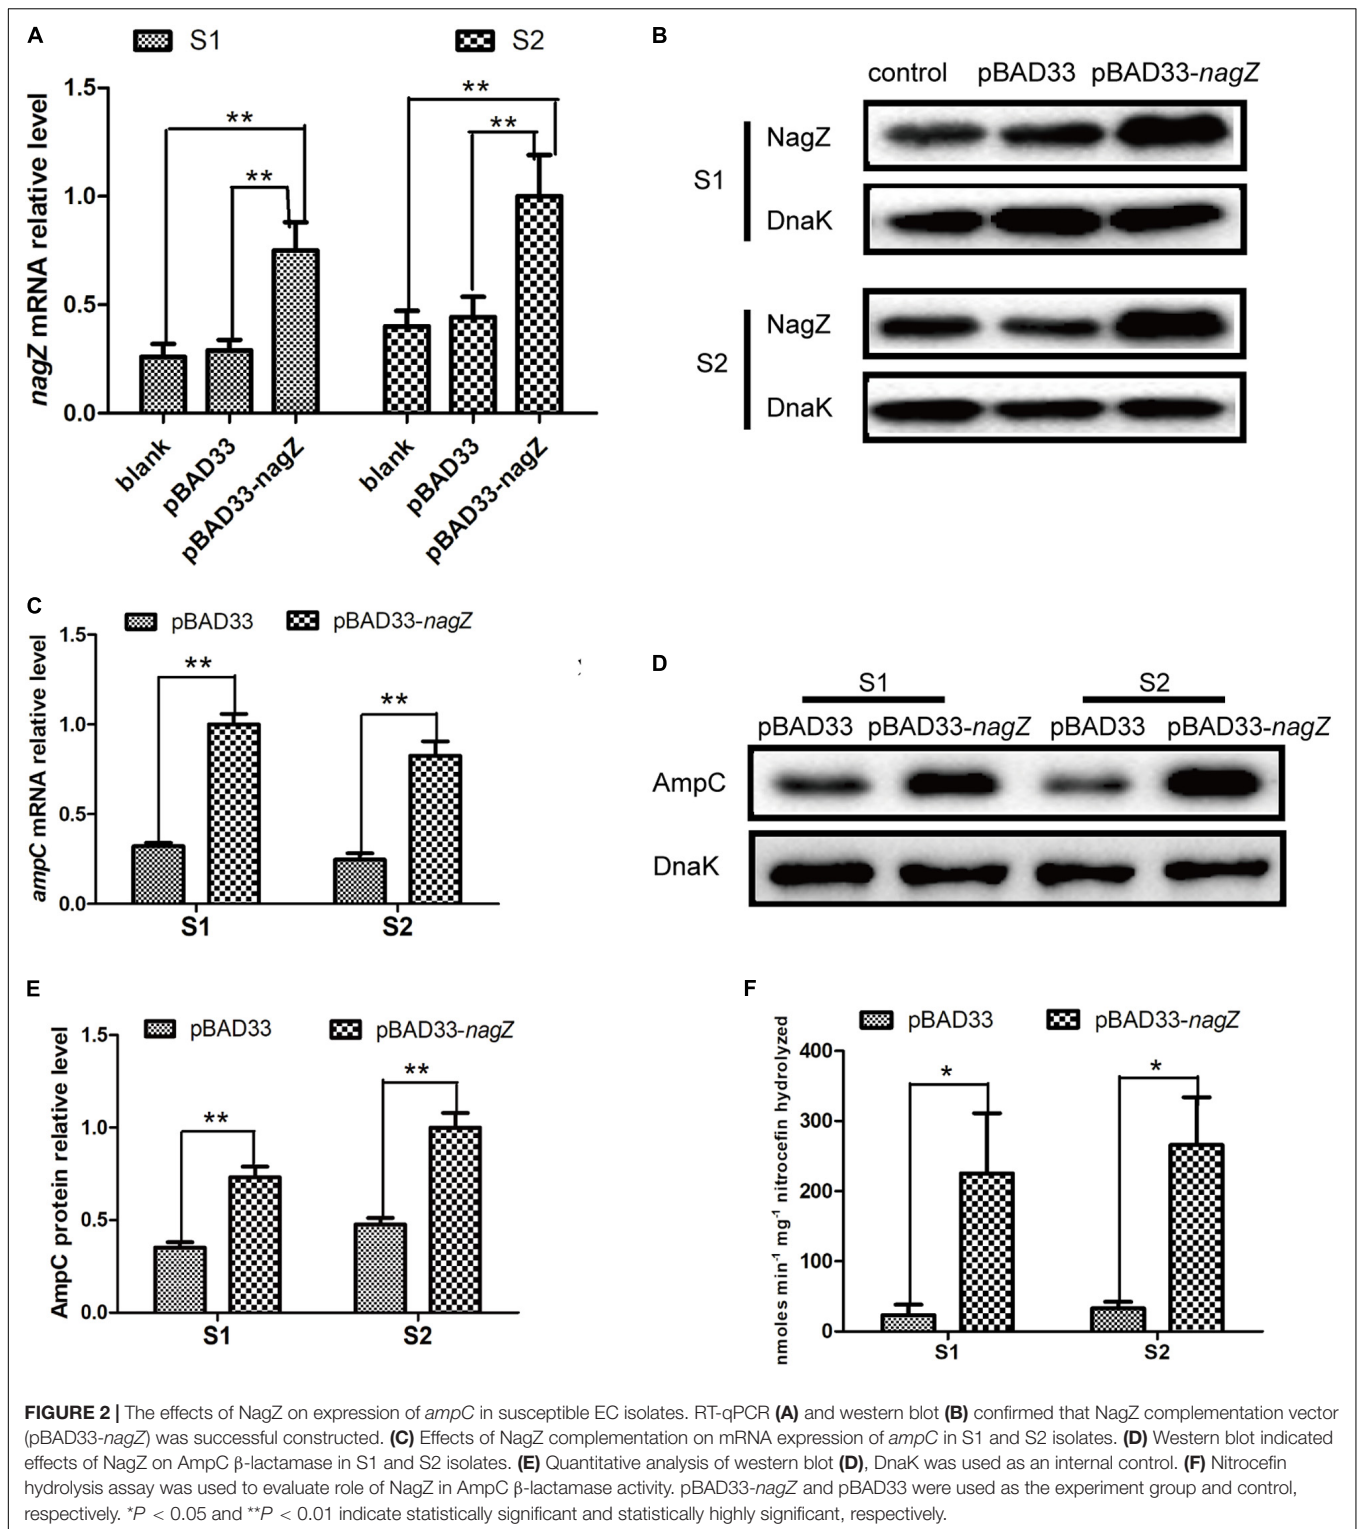 A
S1
S2
nagZ mRNA relative level
1.5
1.0
0.5
0.0
**
**
**
**
blank
pBAD33
pBAD33-nagZ
blank
pBAD33
pBAD33-nagZ
B
control pBAD33 pBAD33-nagZ
S1
NagZ
DnaK
S2
NagZ
DnaK
C
pBAD33
pBAD33-nagZ
ampC mRNA relative level
1.5
1.0
0.5
0.0
**
**
S1
S2
D
S1
S2
pBAD33 pBAD33-nagZ pBAD33 pBAD33-nagZ
AmpC
DnaK
E
pBAD33
pBAD33-nagZ
AmpC protein relative level
1.5
1.0
0.5
0.0
**
**
S1
S2
F
pBAD33
pBAD33-nagZ
nmoles min⁻¹ mg⁻¹ nitrocefin hydrolyzed
400
300
200
100
0
*
*
S1
S2
FIGURE 2 | The effects of NagZ on expression of ampC in susceptible EC isolates. RT-qPCR (A) and western blot (B) confirmed that NagZ complementation vector
(pBAD33-nagZ) was successful constructed. (C) Effects of NagZ complementation on mRNA expression of ampC in S1 and S2 isolates. (D) Western blot indicated
effects of NagZ on AmpC β-lactamase in S1 and S2 isolates. (E) Quantitative analysis of western blot (D), DnaK was used as an internal control. (F) Nitrocefin
hydrolysis assay was used to evaluate role of NagZ in AmpC β-lactamase activity. pBAD33-nagZ and pBAD33 were used as the experiment group and control,
respectively. *P < 0.05 and **P < 0.01 indicate statistically significant and statistically highly significant, respectively.